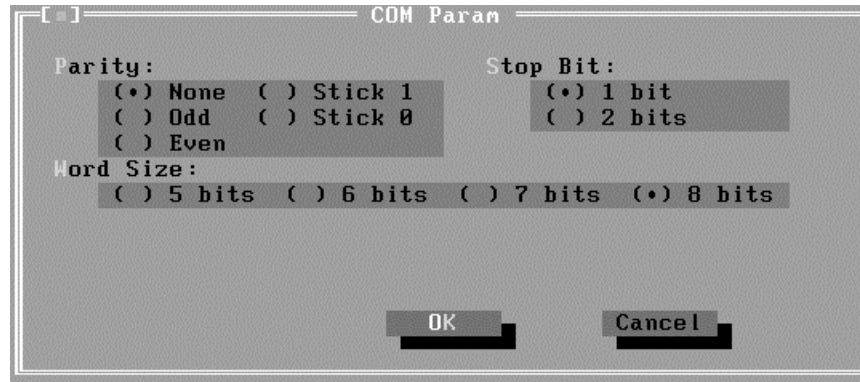 [■] COM Param
Parity: Stop Bit:
(•) None ( ) Stick 1 (•) 1 bit
( ) Odd ( ) Stick 0 ( ) 2 bits
( ) Even
Word Size:
( ) 5 bits ( ) 6 bits ( ) 7 bits (•) 8 bits
OK Cancel